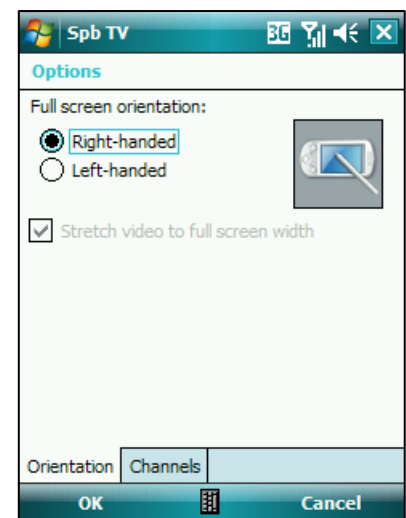 Spb TV 3G
Options
Full screen orientation:
Right-handed
Left-handed
Stretch video to full screen width
Orientation Channels
OK Cancel